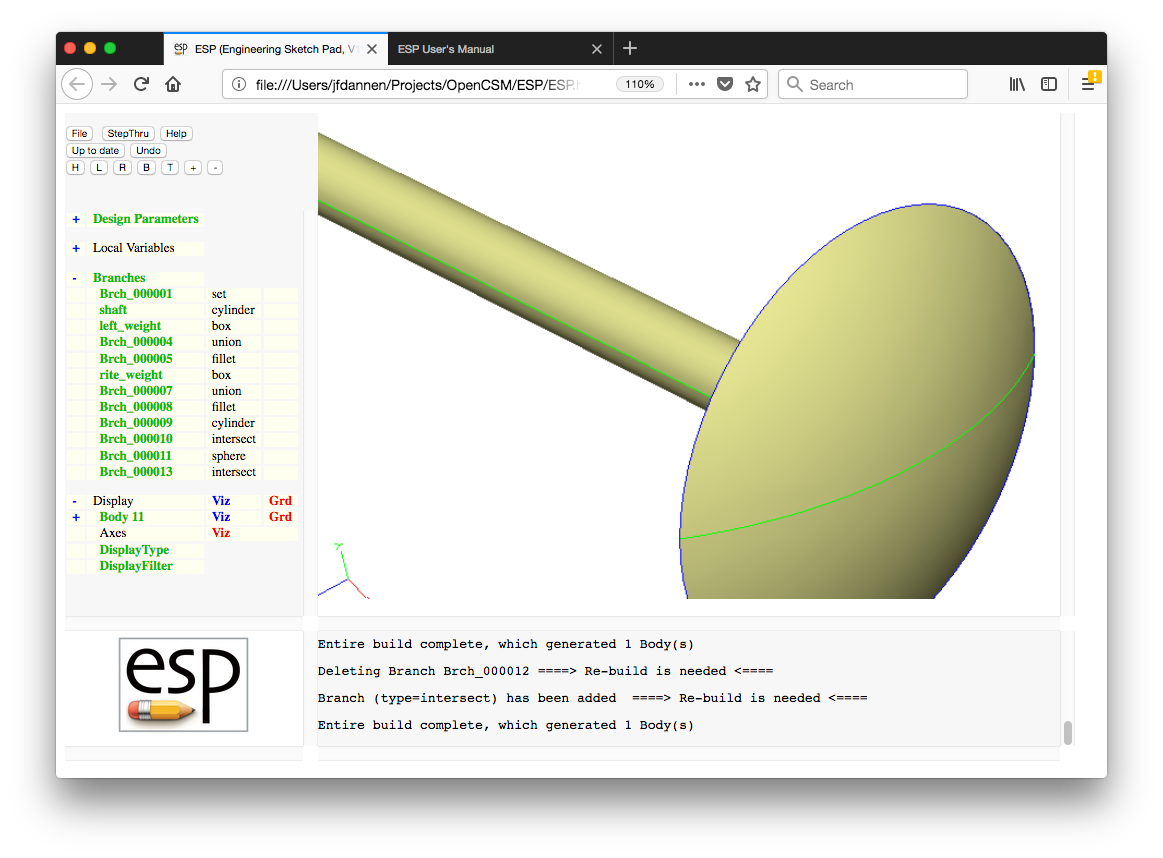 ESP (Engineering Sketch Pad, V1
ESP User's Manual
file:///Users/jfdannen/Projects/OpenCSM/ESP/ESP.
110%
Search
File StepThru Help
Up to date Undo
H L R B T + -
+ Design Parameters
+ Local Variables
- Branches
Brch_000001 set
shaft cylinder
left_weight box
Brch_000004 union
Brch_000005 fillet
rite_weight box
Brch_000007 union
Brch_000008 fillet
Brch_000009 cylinder
Brch_000010 intersect
Brch_000011 sphere
Brch_000013 intersect
- Display Viz Grd
+ Body 11 Viz Grd
Axes Viz
DisplayType
DisplayFilter
esp
Entire build complete, which generated 1 Body(s)
Deleting Branch Brch_000012 ====> Re-build is needed <====
Branch (type=intersect) has been added ====> Re-build is needed <====
Entire build complete, which generated 1 Body(s)